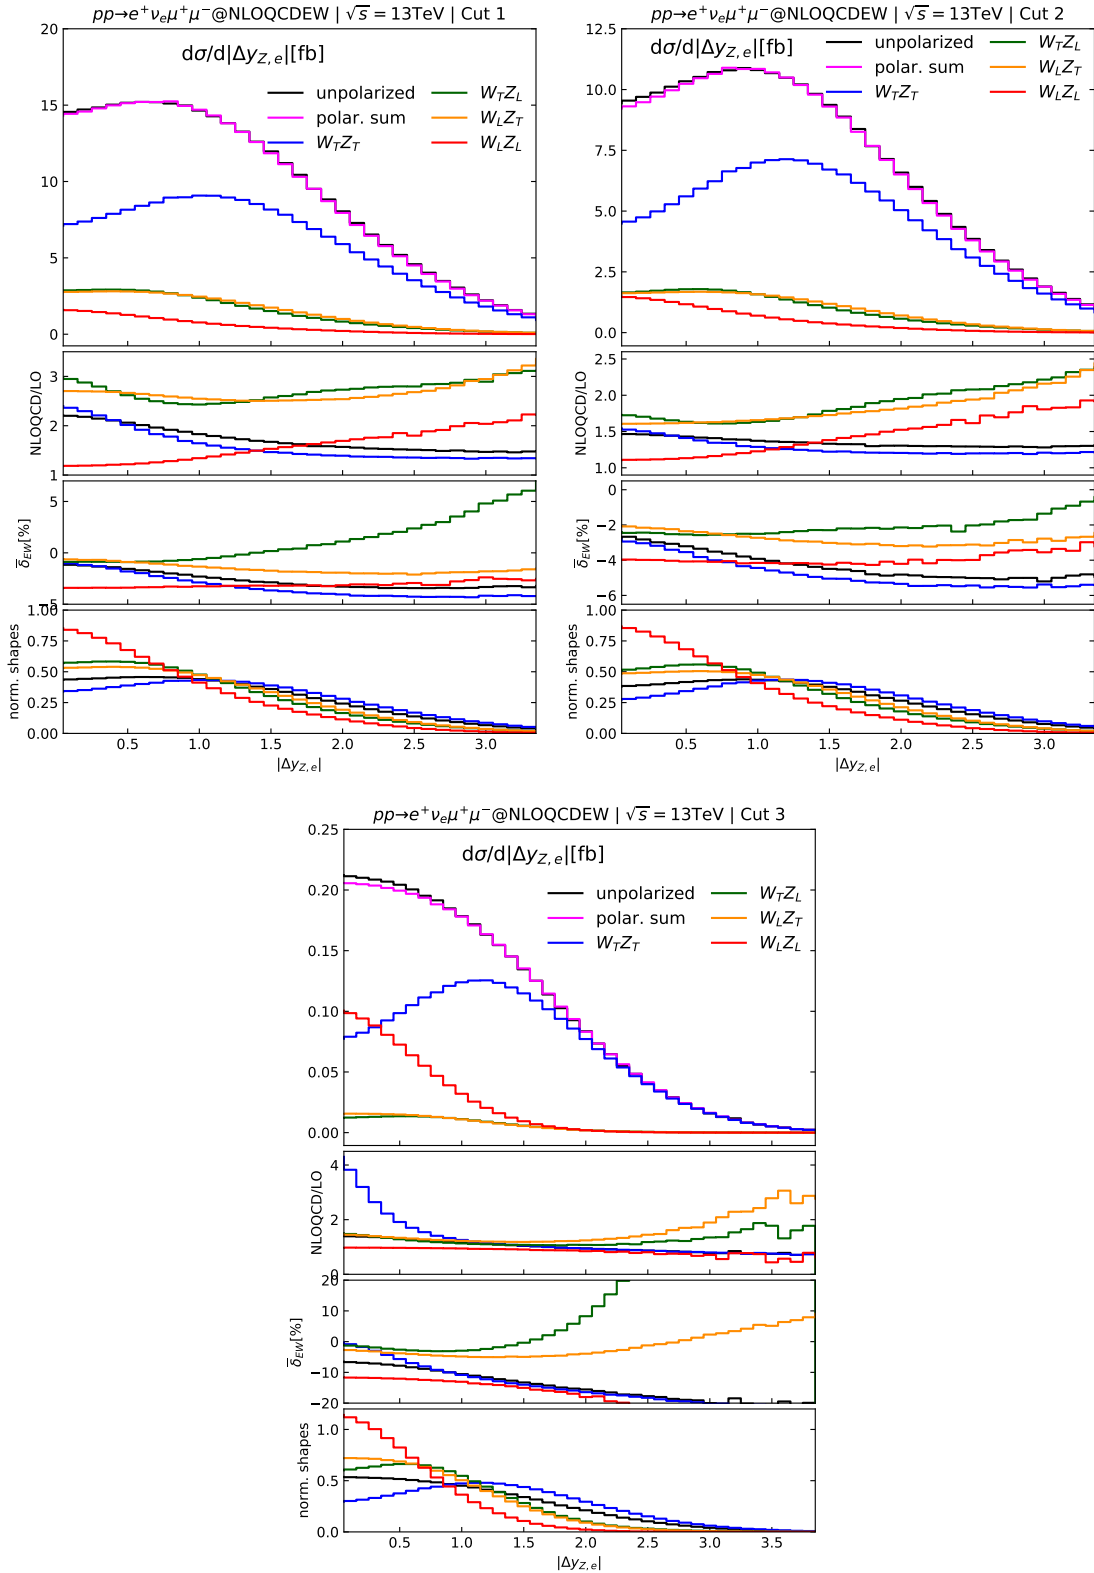 pp→e⁺νₑμ⁺μ⁻@NLOQCDEW | √s = 13TeV | Cut 1
dσ/d|Δy_{Z,e}|[fb]
unpolarized
polar. sum
W_TZ_T
W_TZ_L
W_LZ_T
W_LZ_L
20
15
10
5
0
NLOQCD/LO
3
2
1
δ̅_{EW}[%]
5
0
−5
norm. shapes
1.00
0.75
0.50
0.25
0.00
0.5 1.0 1.5 2.0 2.5 3.0
|Δy_{Z,e}|
pp→e⁺νₑμ⁺μ⁻@NLOQCDEW | √s = 13TeV | Cut 2
dσ/d|Δy_{Z,e}|[fb]
unpolarized
polar. sum
W_TZ_T
W_TZ_L
W_LZ_T
W_LZ_L
12.5
10.0
7.5
5.0
2.5
0.0
NLOQCD/LO
2.5
2.0
1.5
1.0
δ̅_{EW}[%]
0
−2
−4
−6
norm. shapes
1.00
0.75
0.50
0.25
0.00
0.5 1.0 1.5 2.0 2.5 3.0
|Δy_{Z,e}|
pp→e⁺νₑμ⁺μ⁻@NLOQCDEW | √s = 13TeV | Cut 3
dσ/d|Δy_{Z,e}|[fb]
unpolarized
polar. sum
W_TZ_T
W_TZ_L
W_LZ_T
W_LZ_L
0.25
0.20
0.15
0.10
0.05
0.00
NLOQCD/LO
4
2
0
δ̅_{EW}[%]
20
10
0
−10
−20
norm. shapes
1.0
0.5
0.0
0.5 1.0 1.5 2.0 2.5 3.0 3.5
|Δy_{Z,e}|